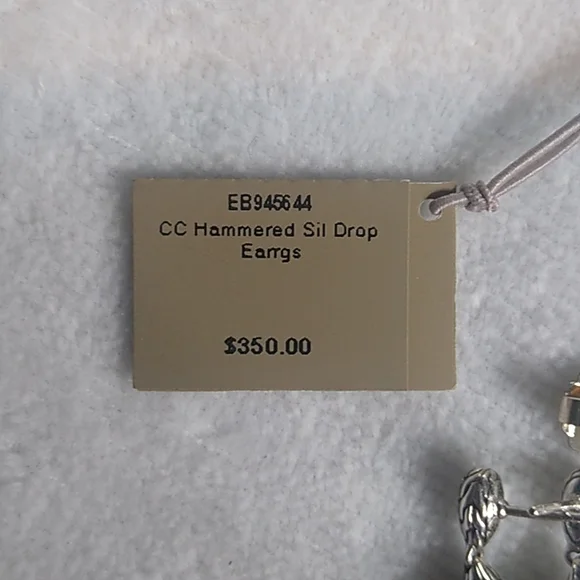 EB945644
CC Hammered Sil Drop
Earrgs
$350.00